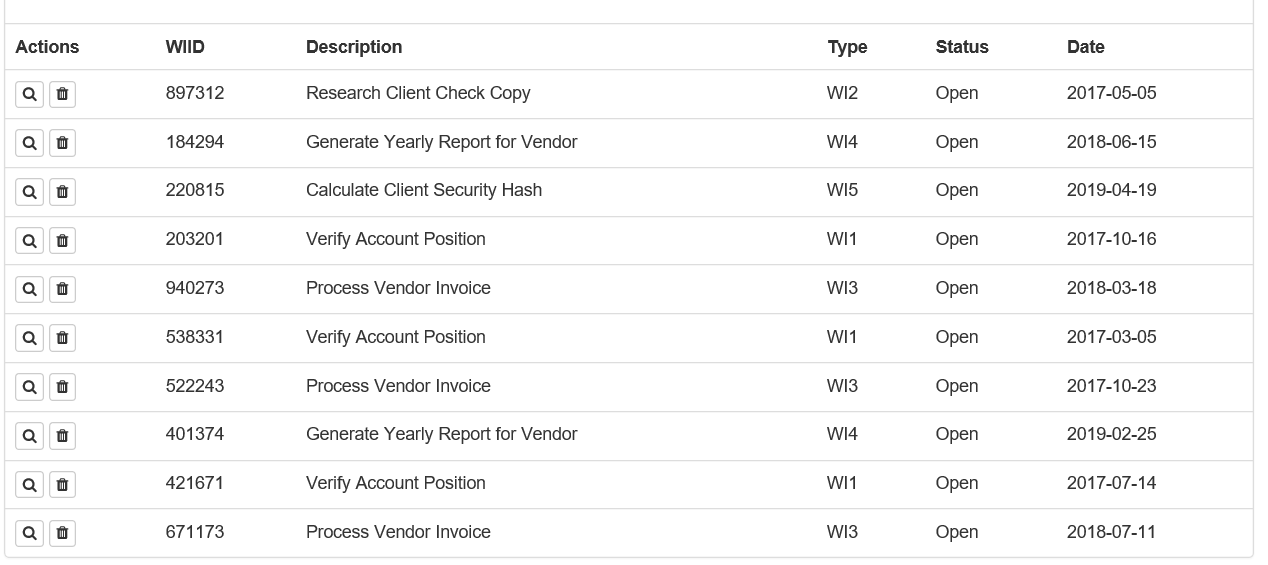 Actions WIID Description Type Status Date
897312 Research Client Check Copy WI2 Open 2017-05-05
184294 Generate Yearly Report for Vendor WI4 Open 2018-06-15
220815 Calculate Client Security Hash WI5 Open 2019-04-19
203201 Verify Account Position WI1 Open 2017-10-16
940273 Process Vendor Invoice WI3 Open 2018-03-18
538331 Verify Account Position WI1 Open 2017-03-05
522243 Process Vendor Invoice WI3 Open 2017-10-23
401374 Generate Yearly Report for Vendor WI4 Open 2019-02-25
421671 Verify Account Position WI1 Open 2017-07-14
671173 Process Vendor Invoice WI3 Open 2018-07-11